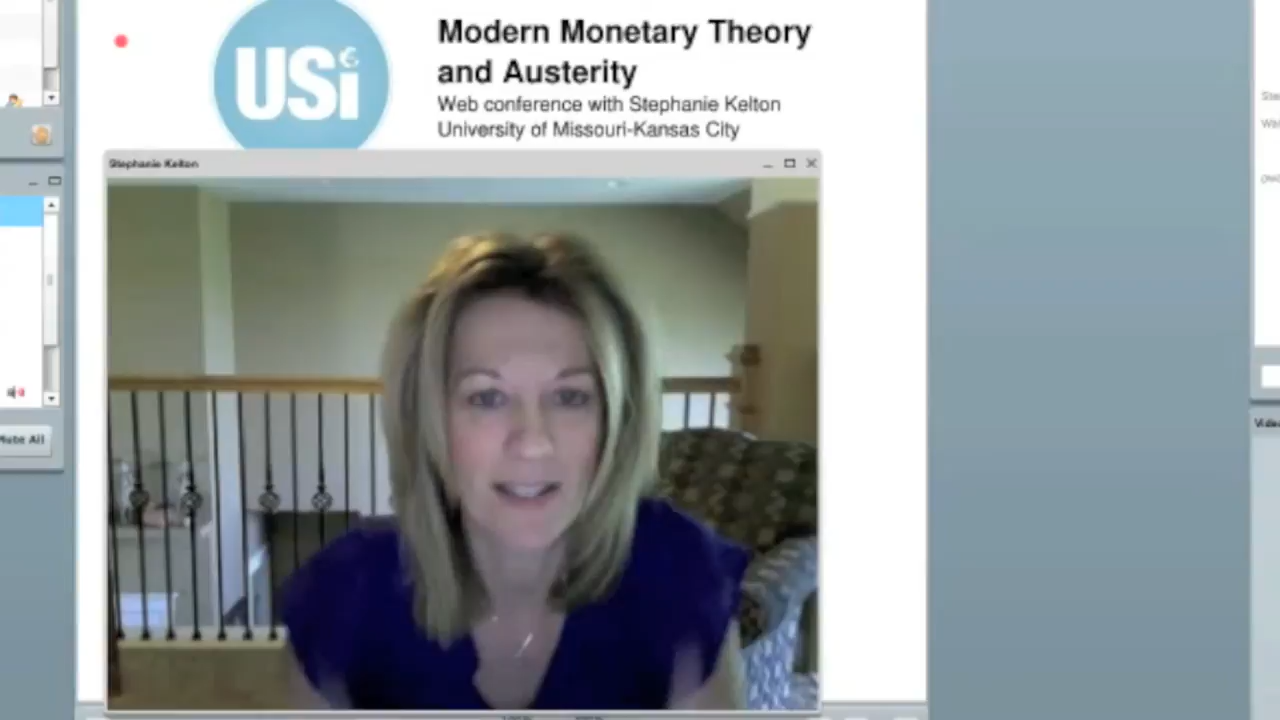 USi
Modern Monetary Theory
and Austerity
Web conference with Stephanie Kelton
University of Missouri-Kansas City
Stephanie Kelton
Mute All